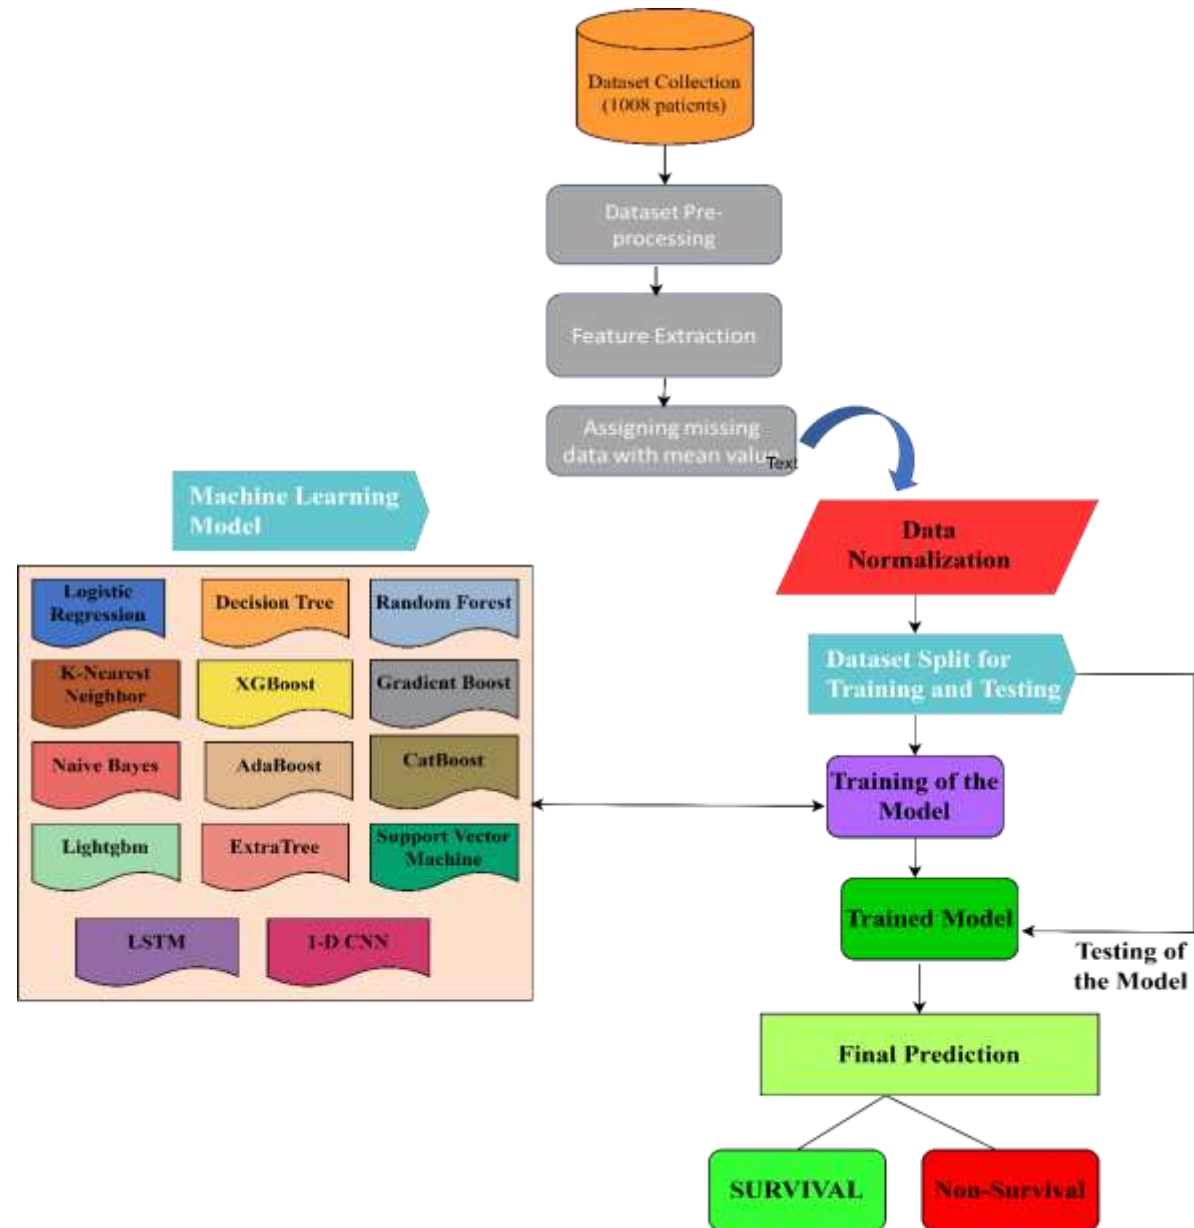 Dataset Collection
(1008 patients)
Dataset Pre-
processing
Feature Extraction
Assigning missing
data with mean value
Text
Machine Learning
Model
Data
Normalization
Logistic
Regression
Decision Tree
Random Forest
Dataset Split for
Training and Testing
K-Nearest
Neighbor
XGBoost
Gradient Boost
Naive Bayes
AdaBoost
CatBoost
Training of the
Model
Lightgbm
ExtraTree
Support Vector
Machine
Trained Model
LSTM
1-D CNN
Testing of
the Model
Final Prediction
SURVIVAL
Non-Survival